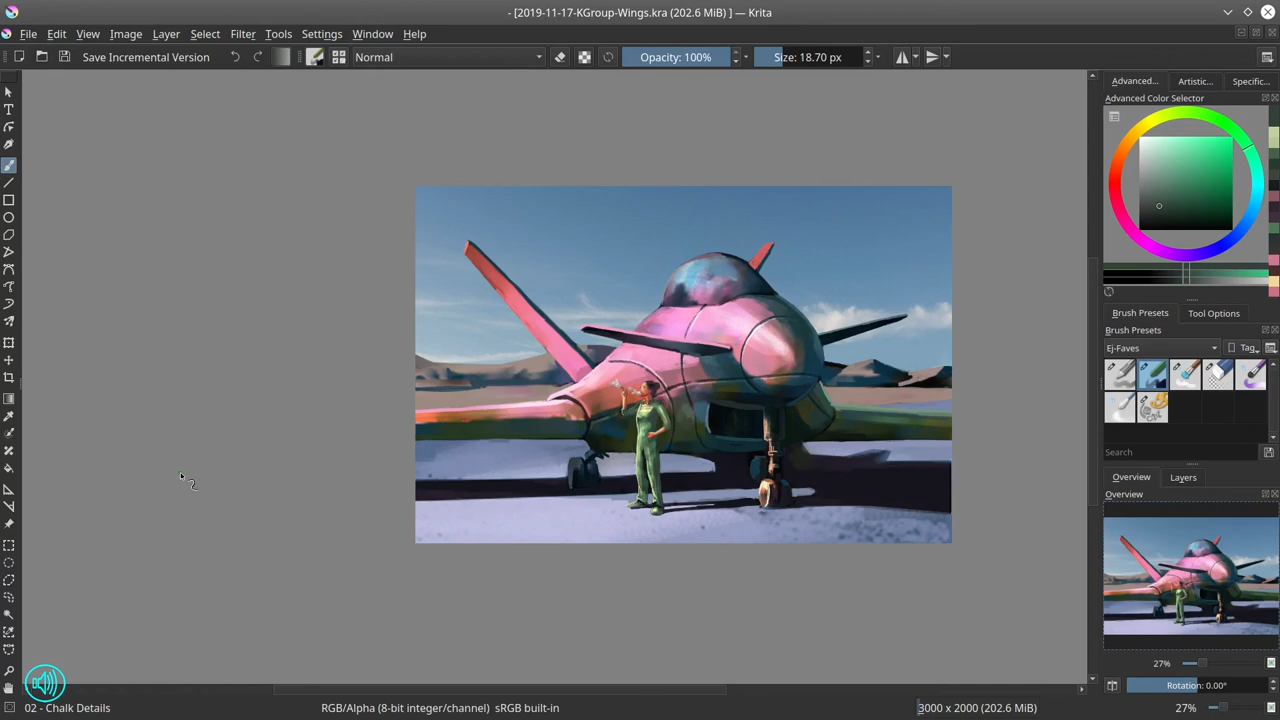 - [2019-11-17-KGroup-Wings.kra (202.6 MiB) ] — Krita
File Edit View Image Layer Select Filter Tools Settings Window Help
Save Incremental Version Normal Opacity: 100% Size: 18.70 px
Advanced... Artistic... Specific...
Advanced Color Selector
Brush Presets Tool Options
Brush Presets
Ej-Faves Tag
Search
Overview Layers
Overview
27%
Rotation: 0.00°
02 - Chalk Details RGB/Alpha (8-bit integer/channel) sRGB built-in 3000 x 2000 (202.6 MiB) 27%